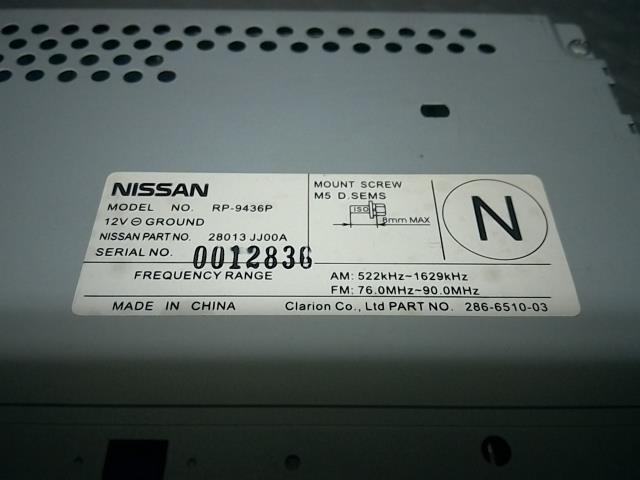 NISSAN
MODEL NO. RP-9436P
12V ⊖ GROUND
NISSAN PART NO. 28013 JJ00A
SERIAL NO. 0012836
MOUNT SCREW
M5 D.SEMS
ISO
8mm MAX
N
FREQUENCY RANGE
AM: 522kHz~1629kHz
FM: 76.0MHz~90.0MHz
MADE IN CHINA
Clarion Co., Ltd PART NO. 286-6510-03